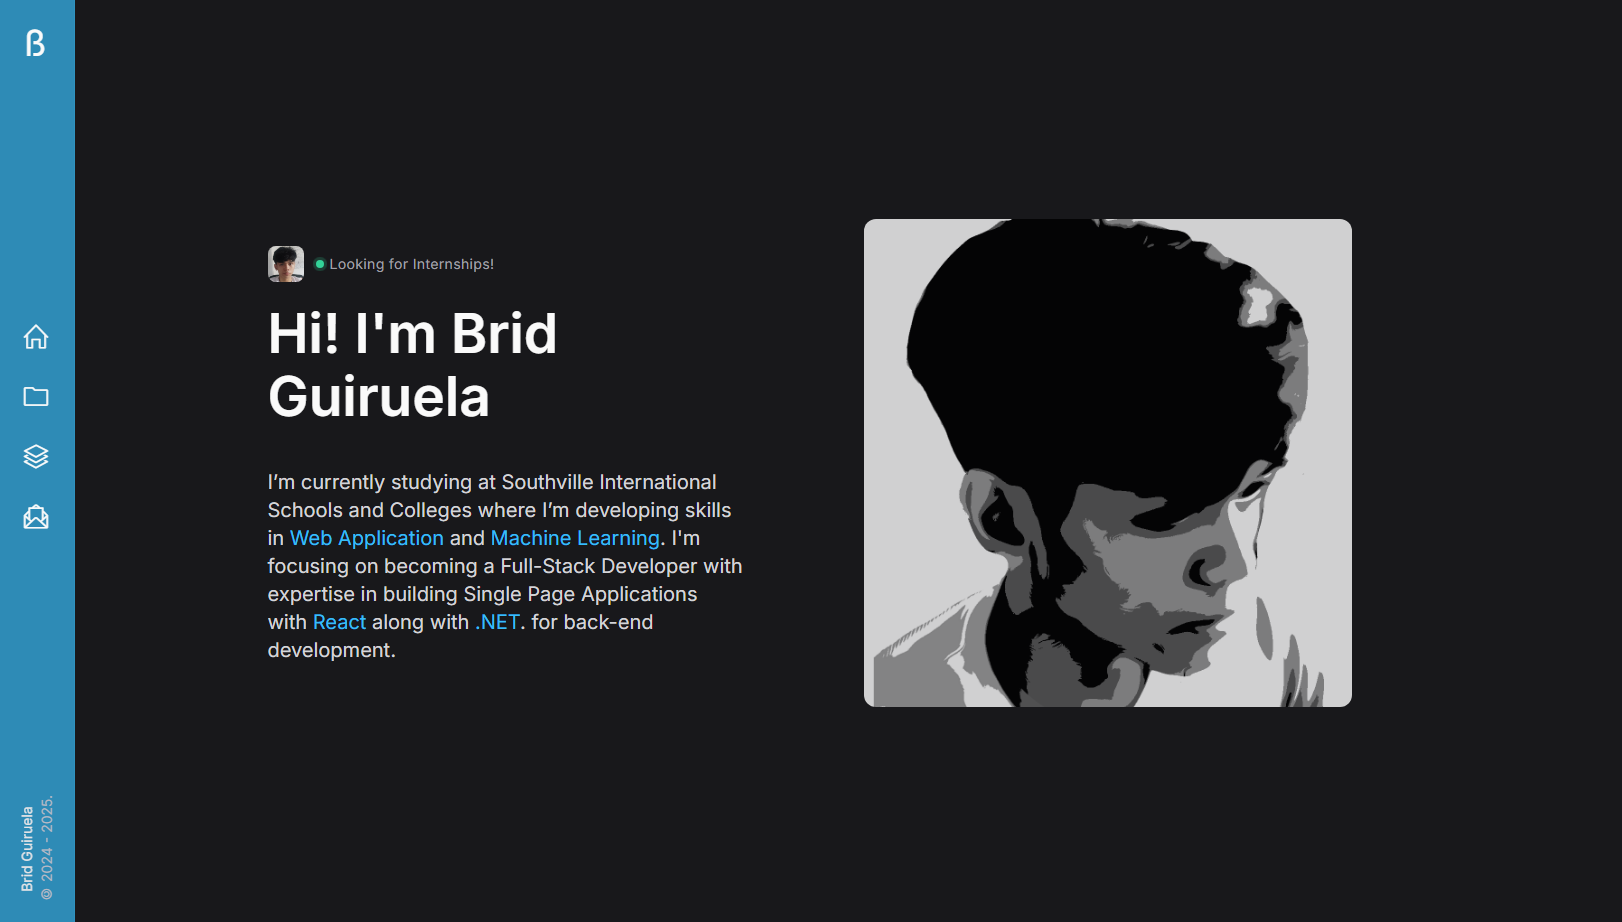 ß
Looking for Internships!
Hi! I'm Brid
Guiruela
I’m currently studying at Southville International
Schools and Colleges where I’m developing skills
in Web Application and Machine Learning. I'm
focusing on becoming a Full-Stack Developer with
expertise in building Single Page Applications
with React along with .NET. for back-end
development.
Brid Guiruela
© 2024 - 2025.